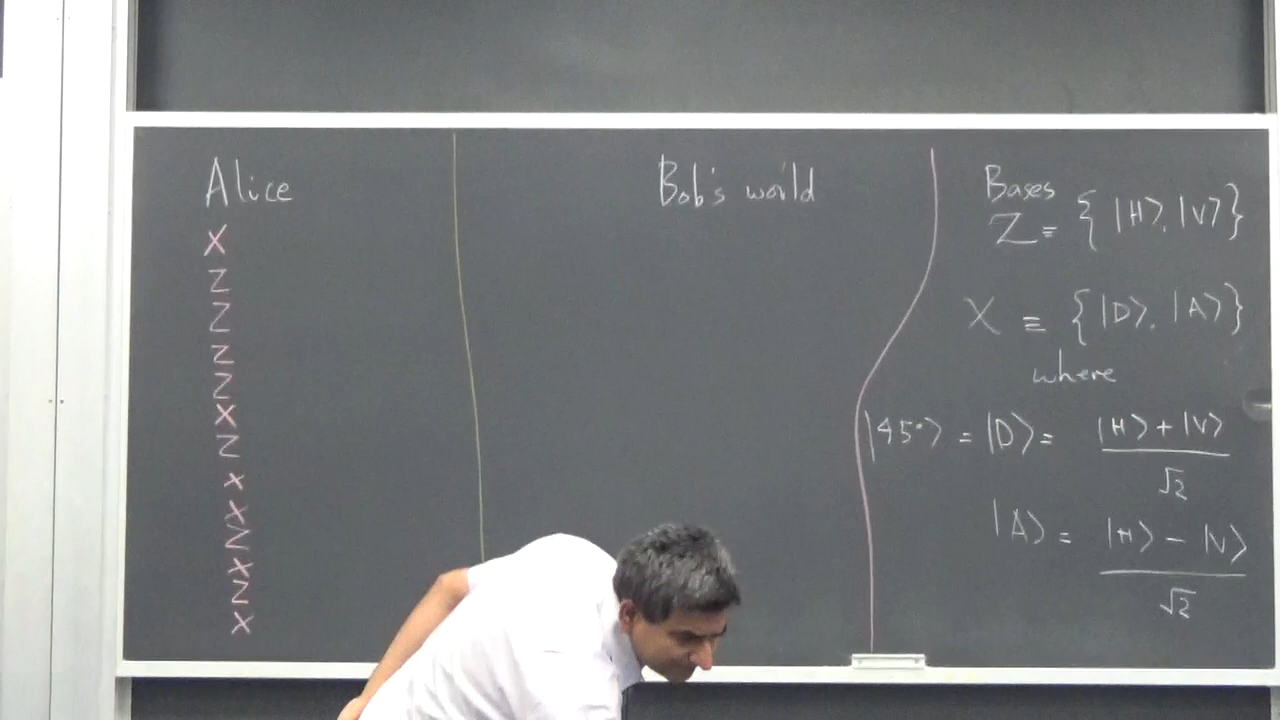 Alice
X
Z
Z
Z
Z
X
Z
X
X
Z
X
Z
X
Bob's world
Bases
Z ≡ { |H⟩, |V⟩}
X ≡ { |D⟩, |A⟩}
where
|45°⟩ = |D⟩ = |H⟩ + |V⟩
√2
|A⟩ = |H⟩ - |V⟩
√2